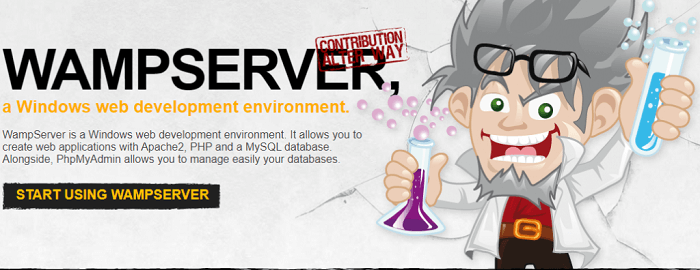 CONTRIBUTION
ALTER WAY
WAMPSERVER,
a Windows web development environment.
WampServer is a Windows web development environment. It allows you to
create web applications with Apache2, PHP and a MySQL database.
Alongside, PhpMyAdmin allows you to manage easily your databases.
START USING WAMPSERVER